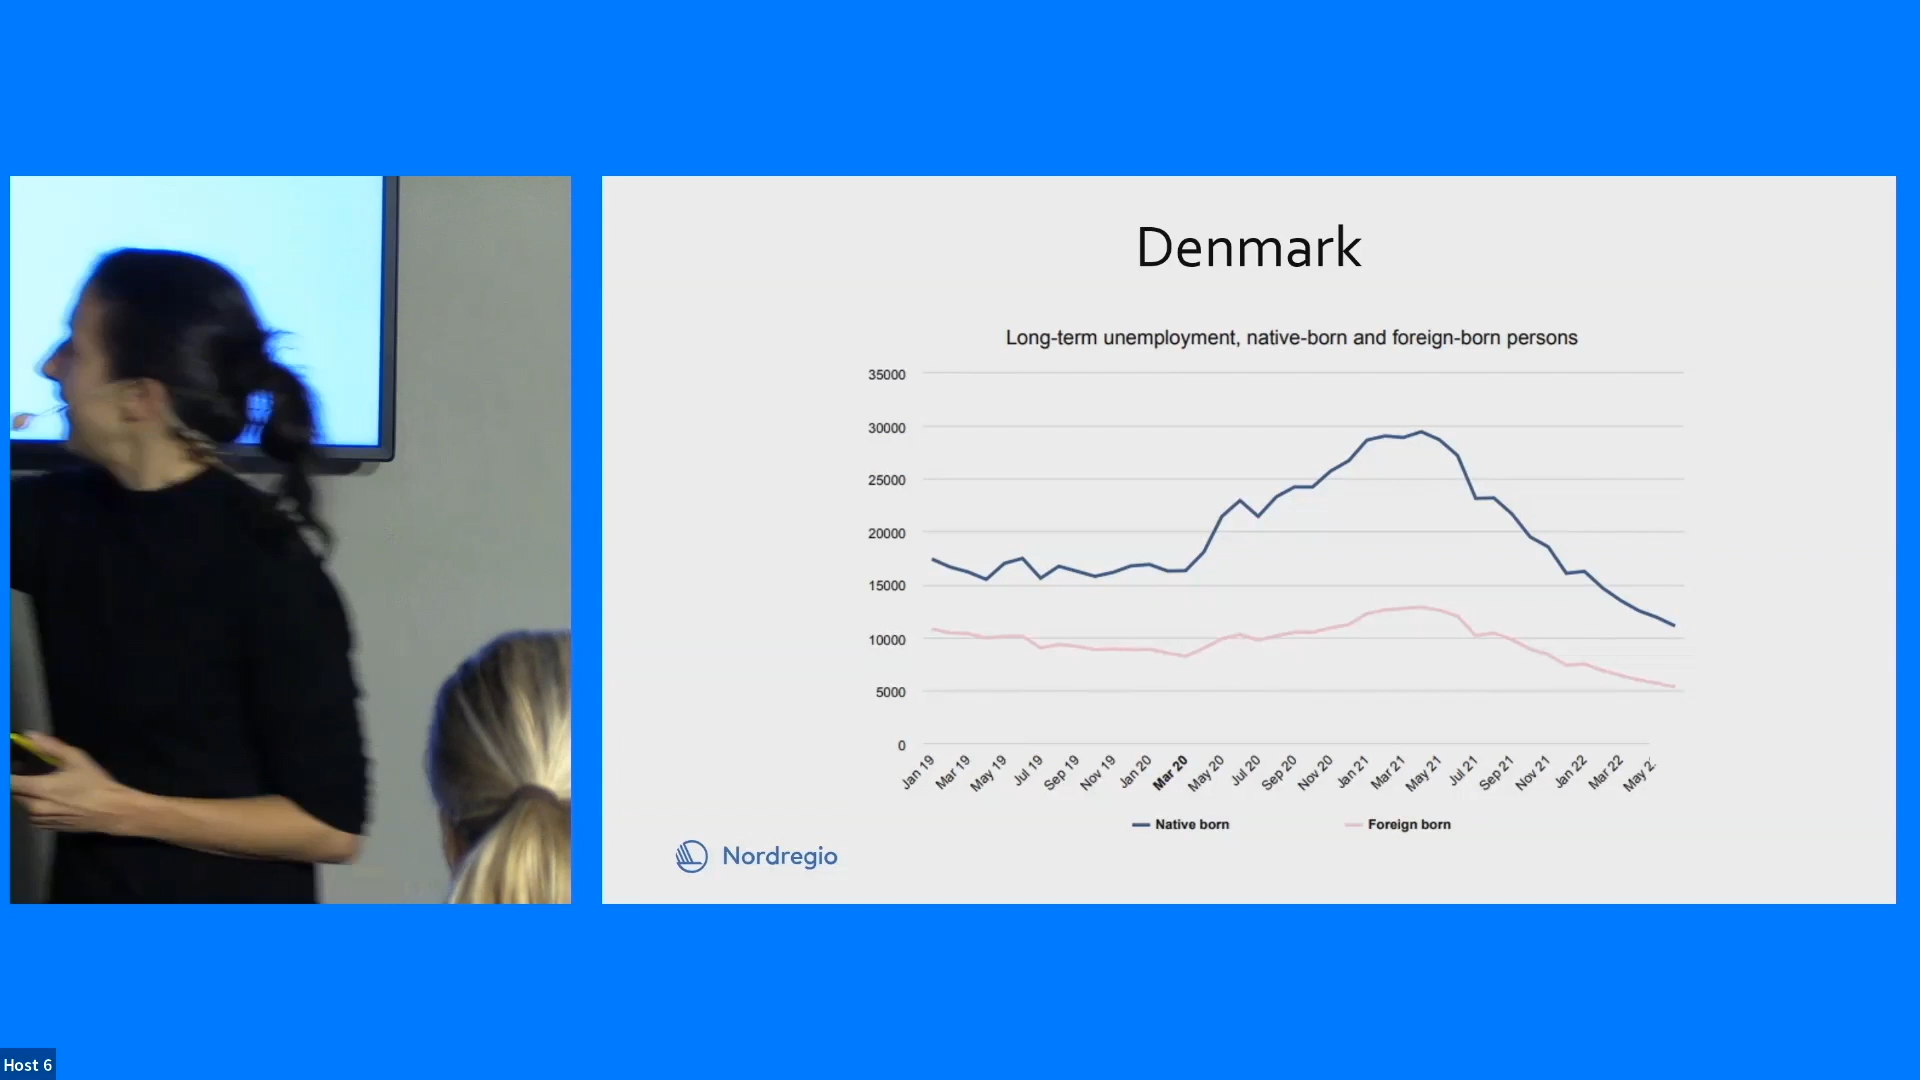 Denmark
Long-term unemployment, native-born and foreign-born persons
35000
30000
25000
20000
15000
10000
5000
0
Jan 19
Mar 19
May 19
Jul 19
Sep 19
Nov 19
Jan 20
Mar 20
May 20
Jul 20
Sep 20
Nov 20
Jan 21
Mar 21
May 21
Jul 21
Sep 21
Nov 21
Jan 22
Mar 22
May 2
Native born
Foreign born
Nordregio
Host 6